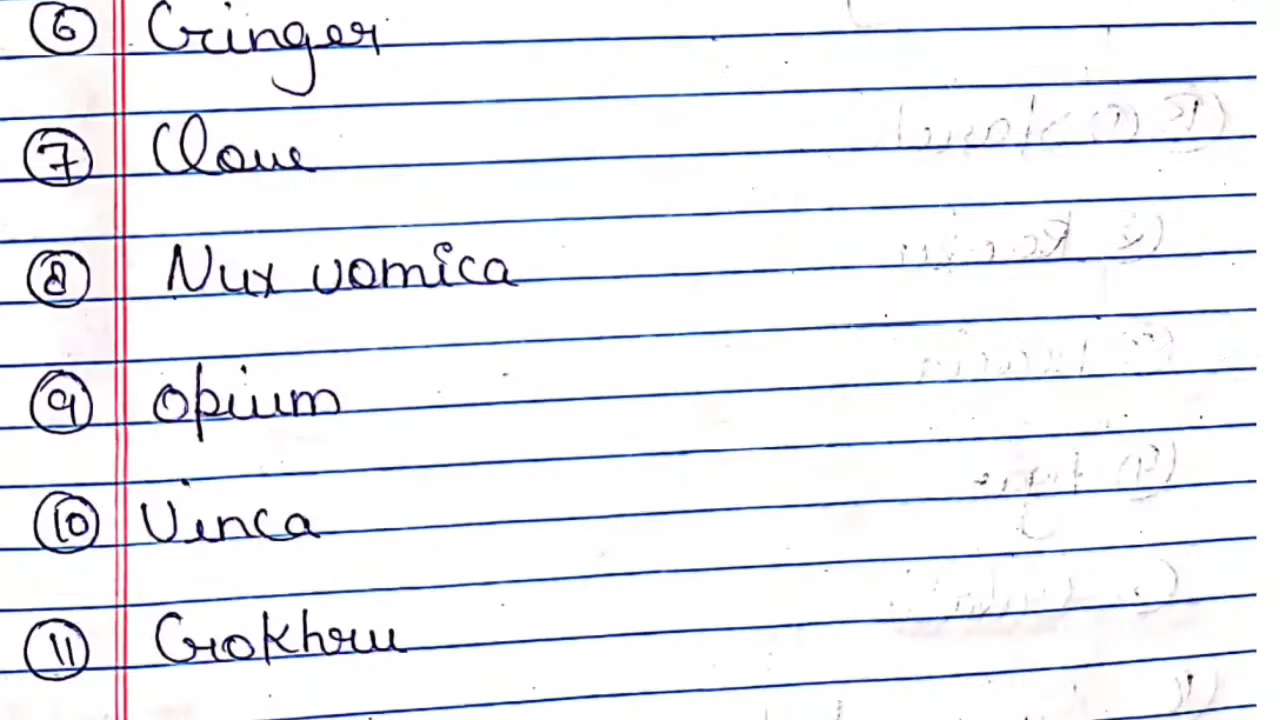 6 Ginger
7 Clove
8 Nux vomica
9 opium
10 Vinca
11 Gokhru